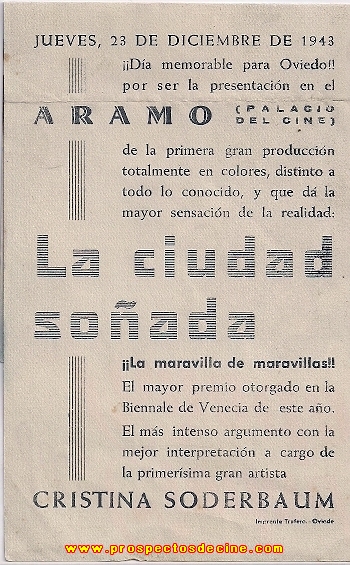 JUEVES, 23 DE DICIEMBRE DE 1943
¡¡Día memorable para Oviedo!!
por ser la presentación en el
ARAMO (PALACIO
DEL CINE)
de la primera gran producción
totalmente en colores, distinto a
todo lo conocido, y que dá la
mayor sensación de la realidad:
La ciudad
soñada
¡¡La maravilla de maravillas!!
El mayor premio otorgado en la
Biennale de Venecia de este año.
El más intenso argumento con la
mejor interpretación a cargo de
la primerísima gran artista
CRISTINA SODERBAUM
Imprenta Trufero. - Oviedo
www.prospectosdecine.com